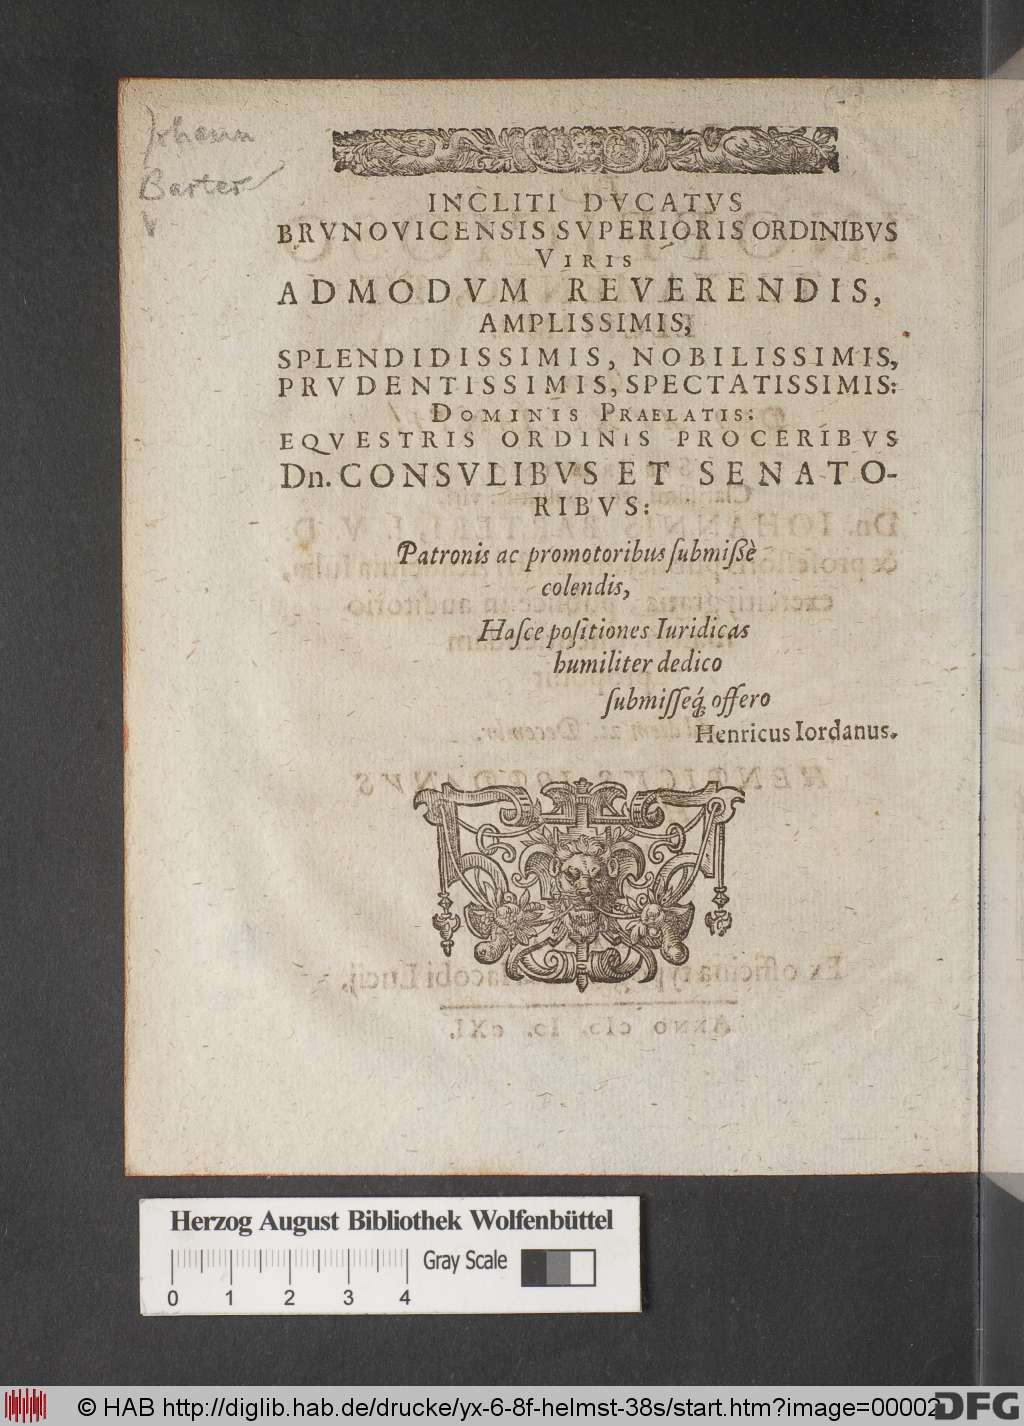 Johann
Barter
INCLITI DVCATVS
BRVNOVICENSIS SVPERIORIS ORDINIBVS
VIRIS
ADMODVM REVERENDIS,
AMPLISSIMIS,
SPLENDIDISSIMIS, NOBILISSIMIS,
PRVDENTISSIMIS, SPECTATISSIMIS:
DOMINIS PRAELATIS:
EQVESTRIS ORDINIS PROCERIBVS
Dn. CONSVLIBVS ET SENATO-
RIBVS:
Patronis ac promotoribus ſubmißè
colendis,
Haſce poſitiones Iuridicas
humiliter dedico
ſubmiſſeq́; offero
Henricus Iordanus.
Herzog August Bibliothek Wolfenbüttel
Gray Scale
0 1 2 3 4
© HAB http://diglib.hab.de/drucke/yx-6-8f-helmst-38s/start.htm?image=00002
DFG